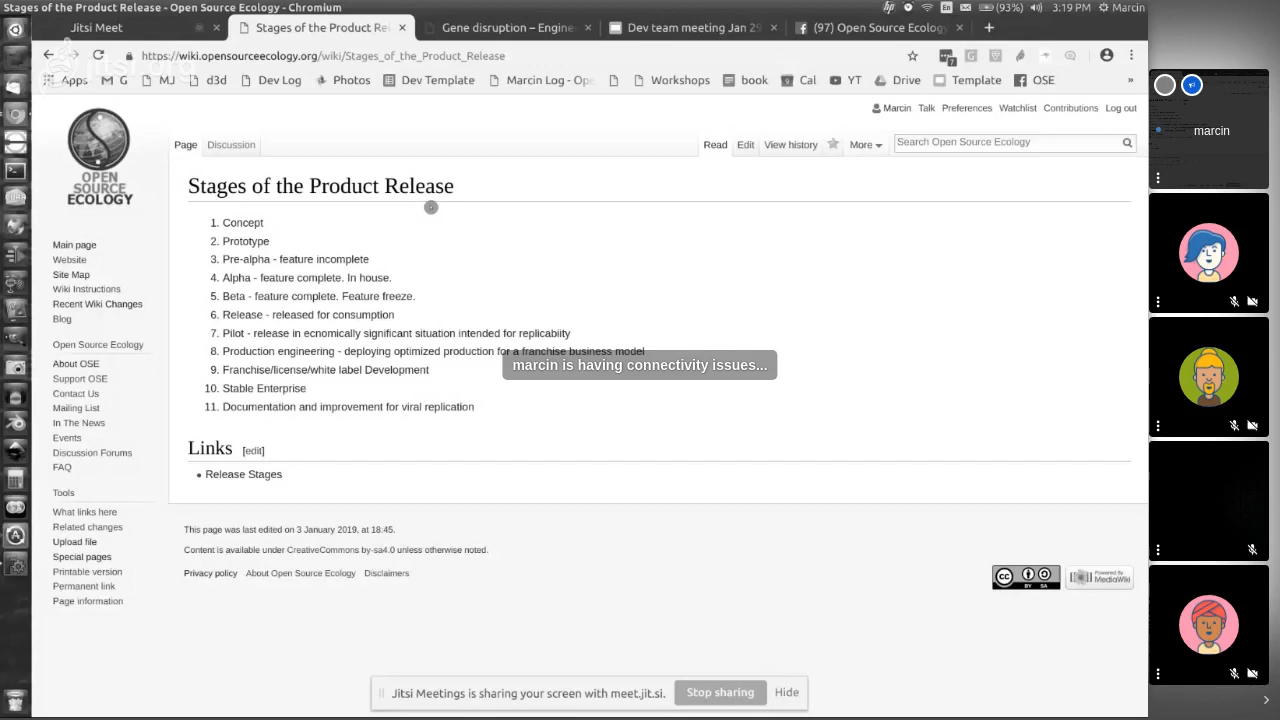 Stages of the Product Release - Open Source Ecology - Chromium
En
(93%)
3:19 PM
Marcin
Jitsi Meet
Stages of the Product Rel
Gene disruption – Engine
Dev team meeting Jan 29
(97) Open Source Ecology
https://wiki.opensourceecology.org/wiki/Stages_of_the_Product_Release
7
Apps
G
MJ
d3d
Dev Log
Photos
Dev Template
Marcin Log - Ope
Workshops
book
Cal
YT
Drive
Template
OSE
»
Marcin
Talk
Preferences
Watchlist
Contributions
Log out
Page
Discussion
Read
Edit
View history
More
Search Open Source Ecology
OPEN
SOURCE
ECOLOGY
Main page
Website
Site Map
Wiki Instructions
Recent Wiki Changes
Blog
Open Source Ecology
About OSE
Support OSE
Contact Us
Mailing List
In The News
Events
Discussion Forums
FAQ
Tools
What links here
Related changes
Upload file
Special pages
Printable version
Permanent link
Page information
Stages of the Product Release
1. Concept
2. Prototype
3. Pre-alpha - feature incomplete
4. Alpha - feature complete. In house.
5. Beta - feature complete. Feature freeze.
6. Release - released for consumption
7. Pilot - release in ecnomically significant situation intended for replicabiity
8. Production engineering - deploying optimized production for a franchise business model
9. Franchise/license/white label Development
10. Stable Enterprise
11. Documentation and improvement for viral replication
marcin is having connectivity issues...
Links [edit]
Release Stages
This page was last edited on 3 January 2019, at 18:45.
Content is available under CreativeCommons by-sa4.0 unless otherwise noted.
Privacy policy
About Open Source Ecology
Disclaimers
CC
BY SA
Powered By
MediaWiki
Jitsi Meetings is sharing your screen with meet.jit.si.
Stop sharing
Hide
marcin